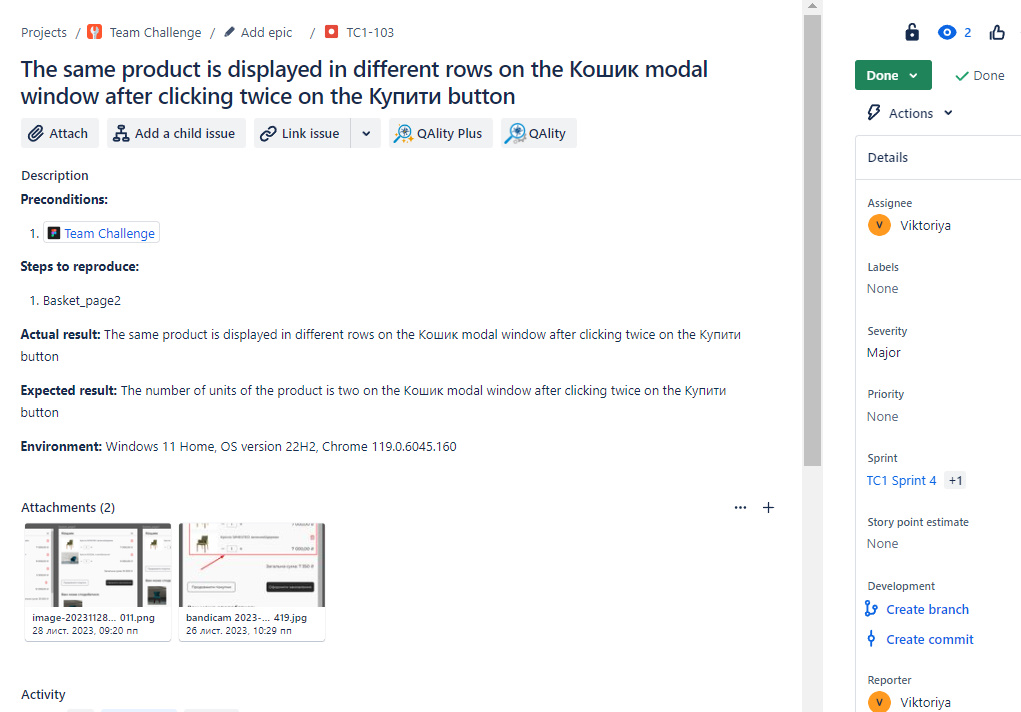 Projects / Team Challenge / Add epic / TC1-103
The same product is displayed in different rows on the Кошик modal
window after clicking twice on the Купити button
Attach Add a child issue Link issue QAlity Plus QAlity
Description
Preconditions:
1. Team Challenge
Steps to reproduce:
1. Basket_page2
Actual result: The same product is displayed in different rows on the Кошик modal window after clicking twice on the Купити
button
Expected result: The number of units of the product is two on the Кошик modal window after clicking twice on the Купити
button
Environment: Windows 11 Home, OS version 22H2, Chrome 119.0.6045.160
Attachments (2)
image-20231128... 011.png
28 лист. 2023, 09:20 пп
bandicam 2023-... 419.jpg
26 лист. 2023, 10:29 пп
Activity
2
Done Done
Actions
Details
Assignee
V Viktoriya
Labels
None
Severity
Major
Priority
None
Sprint
TC1 Sprint 4 +1
Story point estimate
None
Development
Create branch
Create commit
Reporter
V Viktoriya